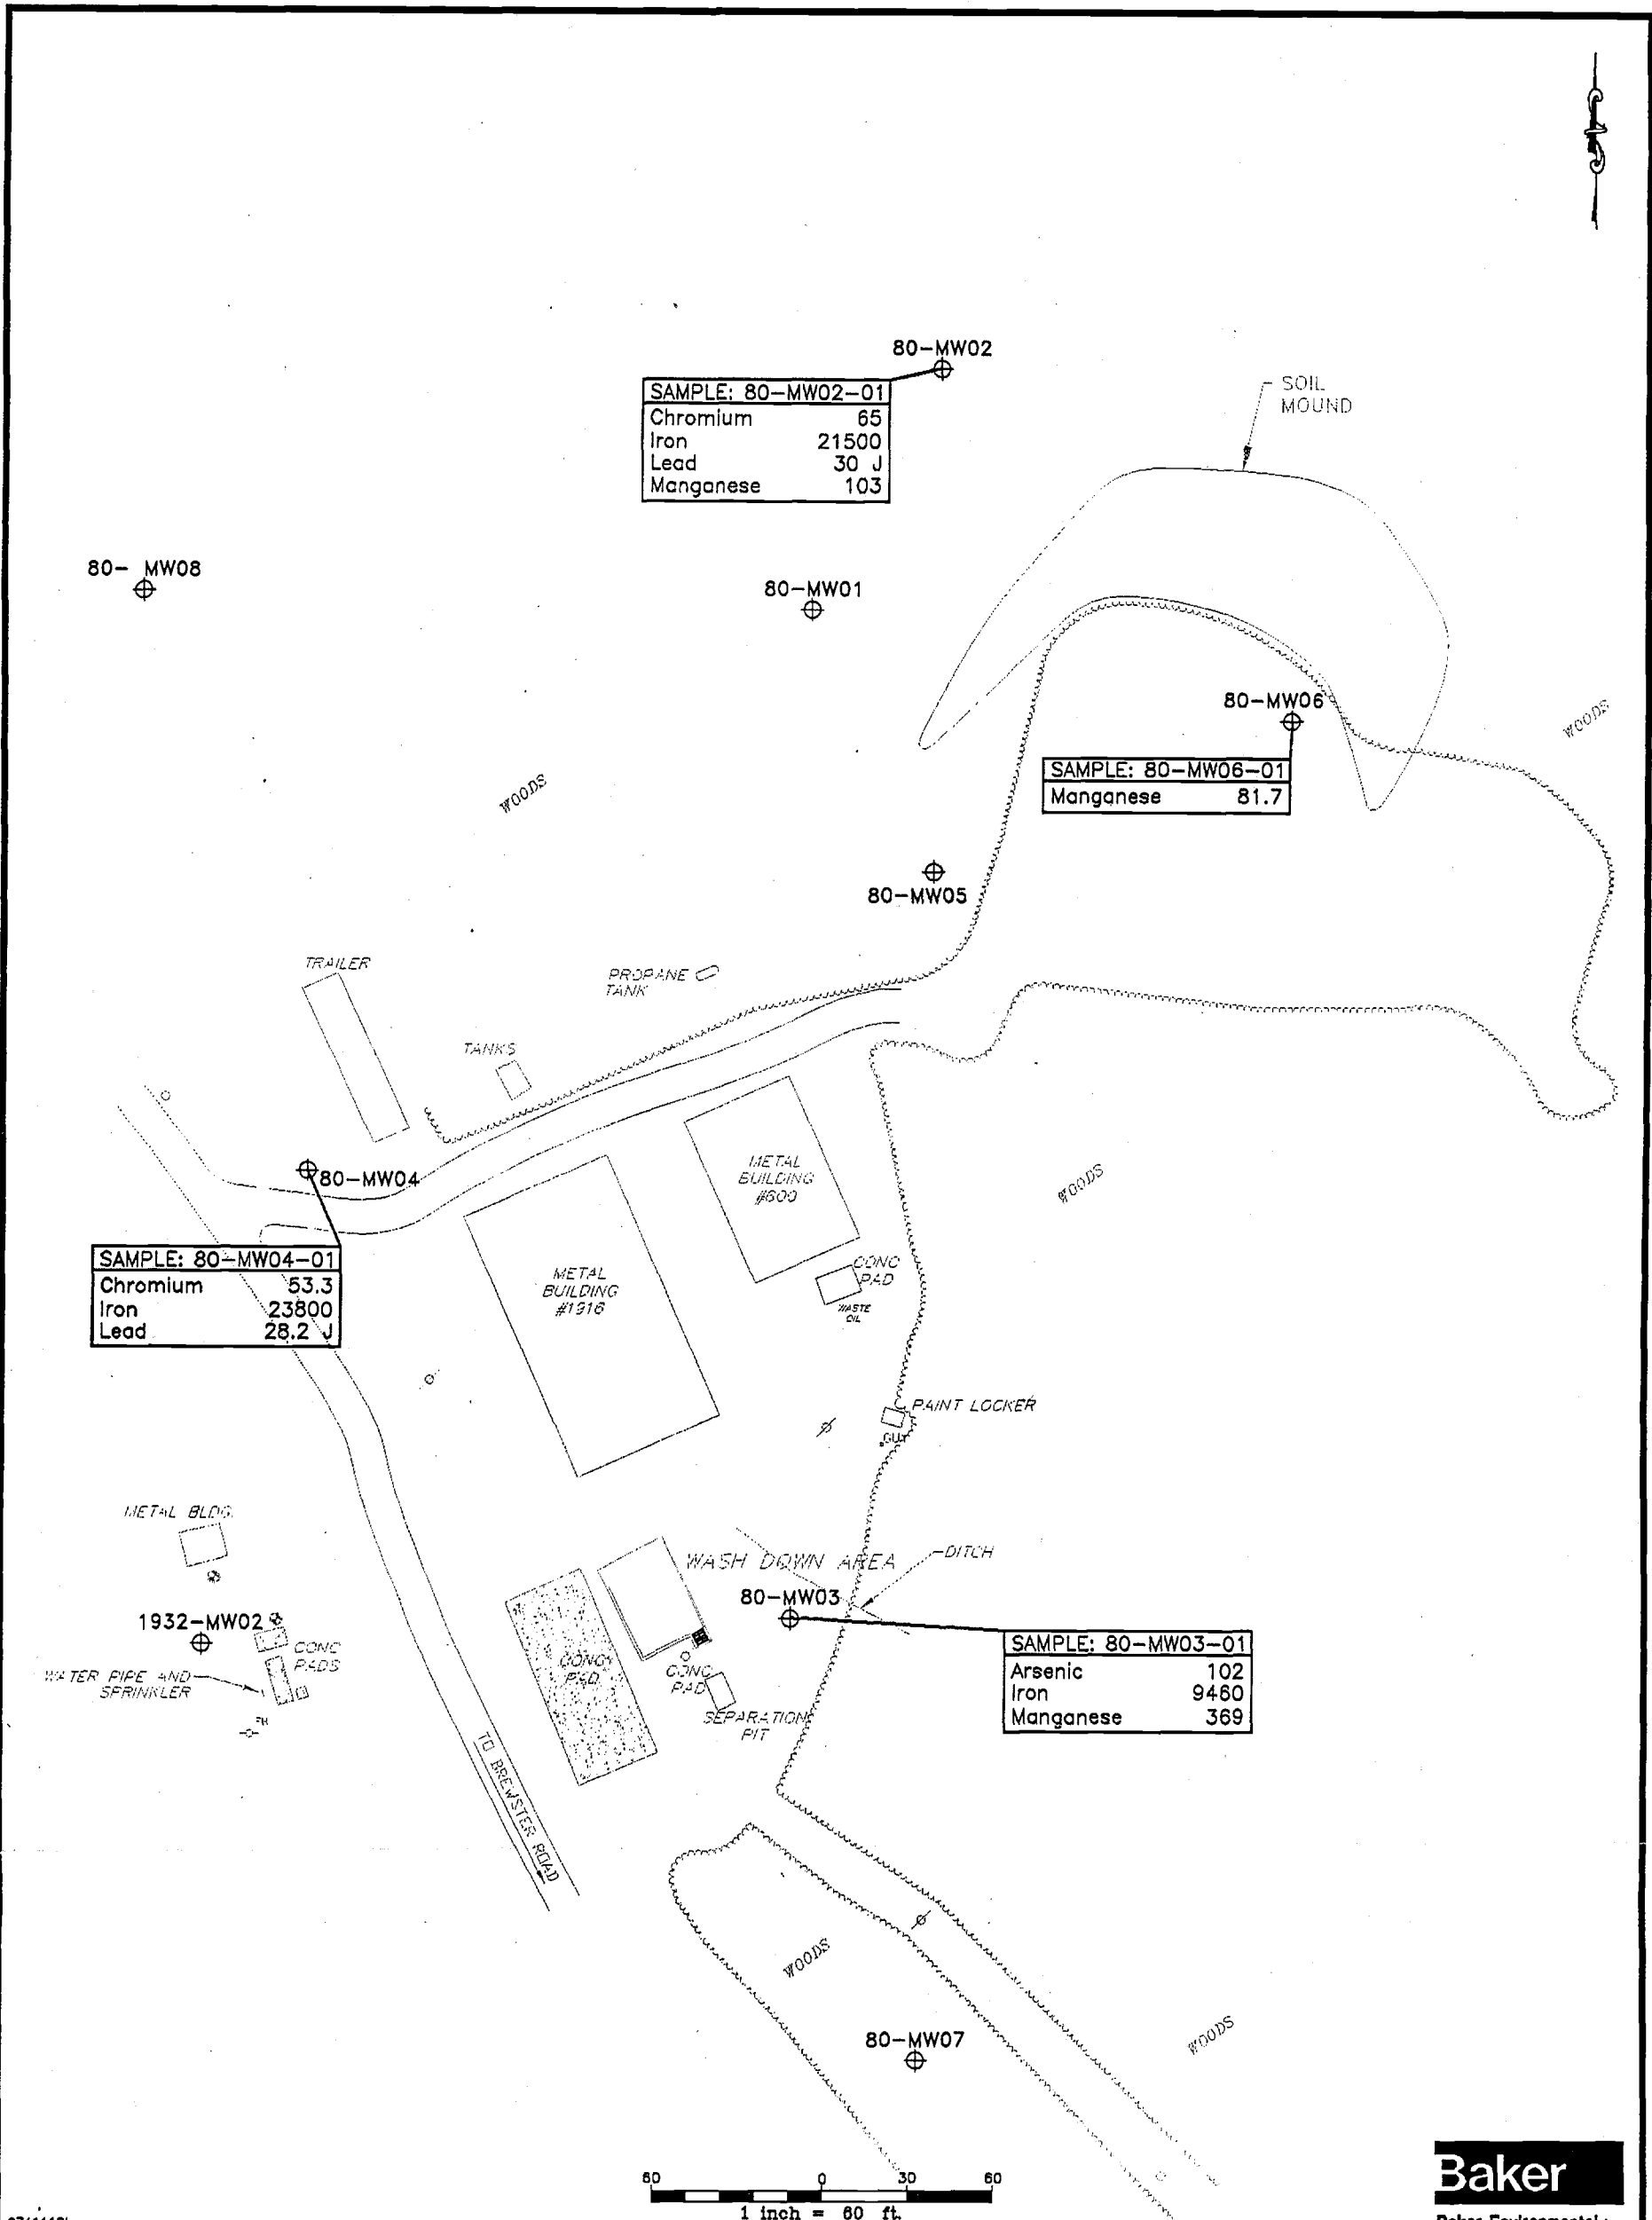 80-MW02
SAMPLE: 80-MW02-01
Chromium 65
Iron 21500
Lead 30 J
Manganese 103
SOIL
MOUND
80- MW08
80-MW01
80-MW06
WOODS
SAMPLE: 80-MW06-01
Manganese 81.7
WOODS
80-MW05
TRAILER
PROPANE
TANK
TANKS
80-MW04
METAL
BUILDING
#600
WOODS
SAMPLE: 80-MW04-01
Chromium 53.3
Iron 23800
Lead 28.2 J
METAL
BUILDING
#1916
CONC
PAD
WASTE
OIL
PAINT LOCKER
GUY
METAL BLDG.
WASH DOWN AREA
DITCH
80-MW03
1932-MW02
CONC
PADS
WATER PIPE AND
SPRINKLER
FH
CONC
PAD
CONC
PAD
SEPARATION
PIT
SAMPLE: 80-MW03-01
Arsenic 102
Iron 9460
Manganese 369
TO BREWSTER ROAD
WOODS
WOODS
80-MW07
60 0 30 60
1 inch = 60 ft.
Baker